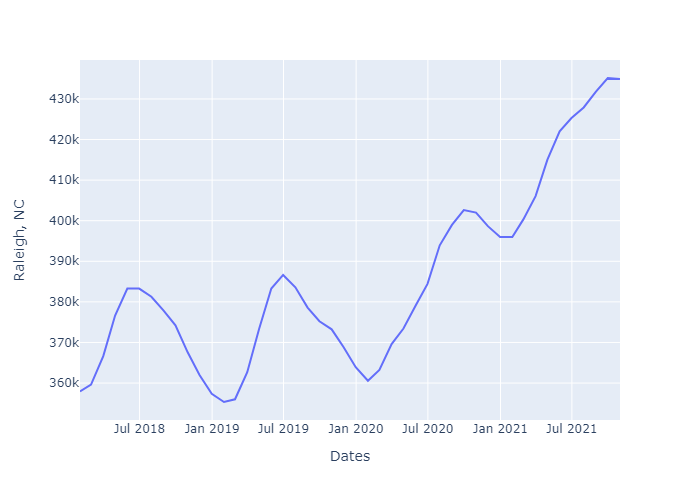 430k
420k
410k
400k
390k
380k
370k
360k
Raleigh, NC
Jul 2018 Jan 2019 Jul 2019 Jan 2020 Jul 2020 Jan 2021 Jul 2021
Dates